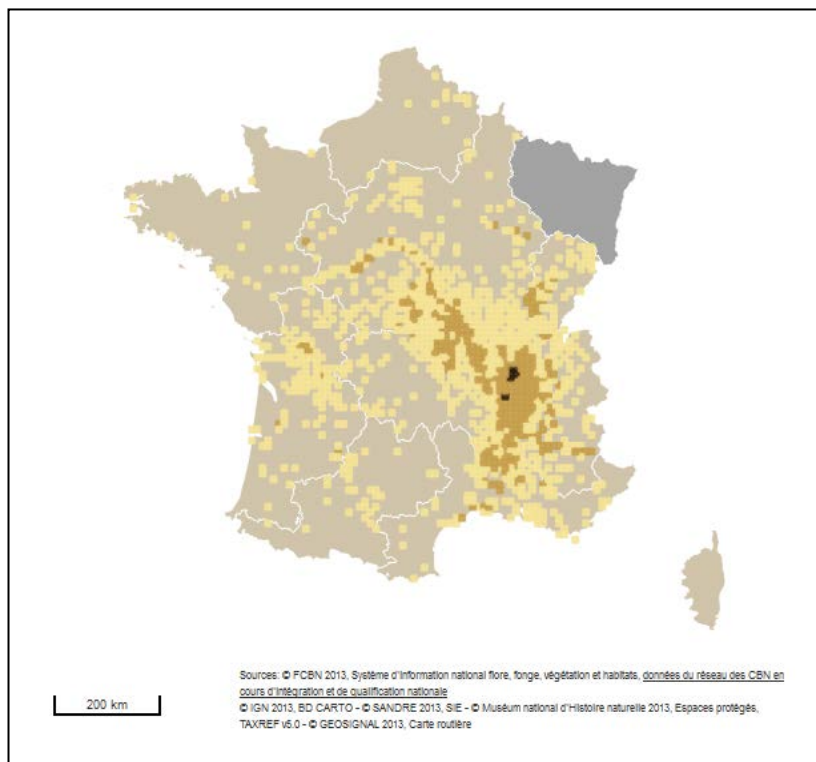 200 km
Sources: © FCBN 2013, Système d'information national flore, fonge, végétation et habitats, données du réseau des CBN en
cours d'intégration et de qualification nationale
© IGN 2013, BD CARTO - © SANDRE 2013, SIE - © Muséum national d'Histoire naturelle 2013, Espaces protégés,
TAXREF v5.0 - © GEOSIGNAL 2013, Carte routière